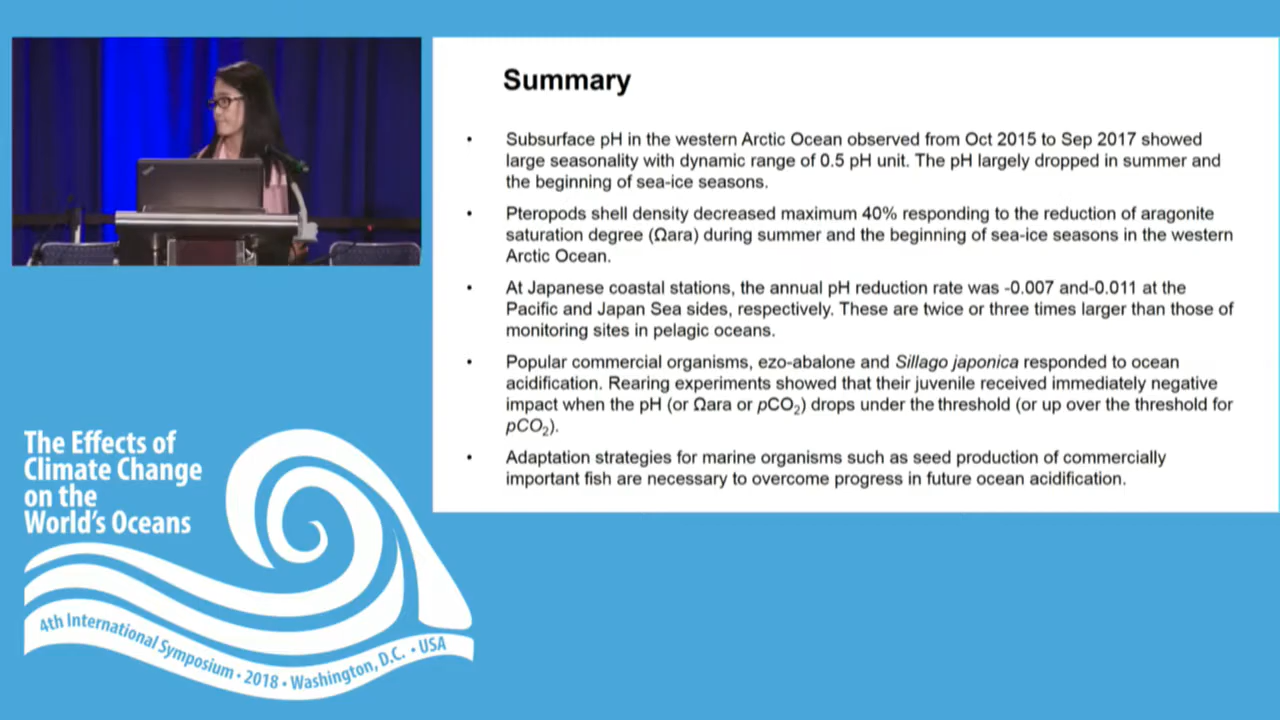 Summary
• Subsurface pH in the western Arctic Ocean observed from Oct 2015 to Sep 2017 showed
large seasonality with dynamic range of 0.5 pH unit. The pH largely dropped in summer and
the beginning of sea-ice seasons.
• Pteropods shell density decreased maximum 40% responding to the reduction of aragonite
saturation degree (Ωara) during summer and the beginning of sea-ice seasons in the western
Arctic Ocean.
• At Japanese coastal stations, the annual pH reduction rate was -0.007 and-0.011 at the
Pacific and Japan Sea sides, respectively. These are twice or three times larger than those of
monitoring sites in pelagic oceans.
• Popular commercial organisms, ezo-abalone and Sillago japonica responded to ocean
acidification. Rearing experiments showed that their juvenile received immediately negative
impact when the pH (or Ωara or pCO₂) drops under the threshold (or up over the threshold for
pCO₂).
• Adaptation strategies for marine organisms such as seed production of commercially
important fish are necessary to overcome progress in future ocean acidification.
The Effects of
Climate Change
on the
World's Oceans
4th International Symposium • 2018 • Washington, D.C. • USA